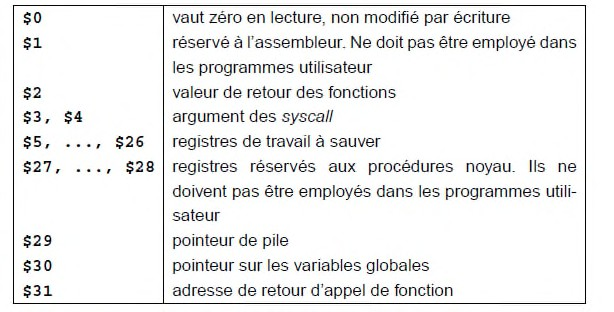 $0 vaut zéro en lecture, non modifié par écriture
$1 réservé à l'assembleur. Ne doit pas être employé dans
les programmes utilisateur
$2 valeur de retour des fonctions
$3, $4 argument des syscall
$5, ..., $26 registres de travail à sauver
$27, ..., $28 registres réservés aux procédures noyau. Ils ne
doivent pas être employés dans les programmes utili-
sateur
$29 pointeur de pile
$30 pointeur sur les variables globales
$31 adresse de retour d'appel de fonction